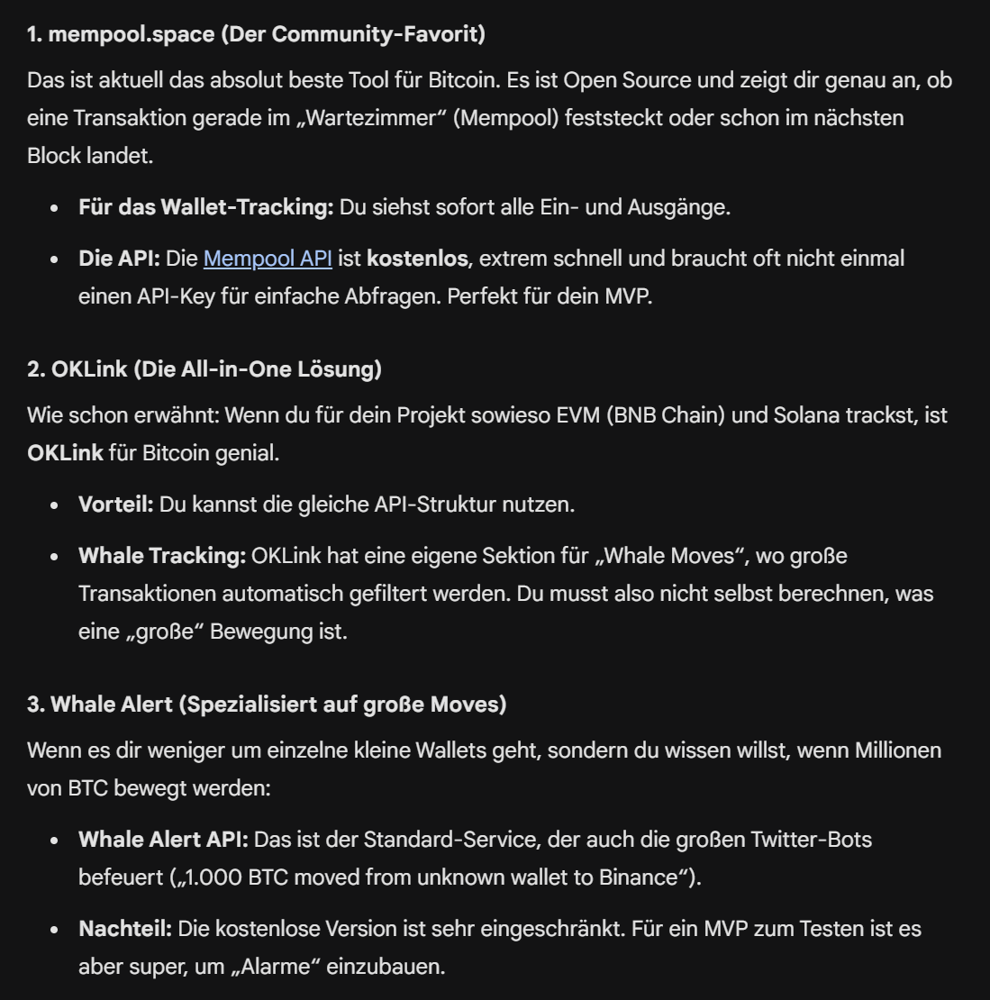 1. mempool.space (Der Community-Favorit)
Das ist aktuell das absolut beste Tool für Bitcoin. Es ist Open Source und zeigt dir genau an, ob
eine Transaktion gerade im „Wartezimmer“ (Mempool) feststeckt oder schon im nächsten
Block landet.
• Für das Wallet-Tracking: Du siehst sofort alle Ein- und Ausgänge.
• Die API: Die Mempool API ist kostenlos, extrem schnell und braucht oft nicht einmal
einen API-Key für einfache Abfragen. Perfekt für dein MVP.
2. OKLink (Die All-in-One Lösung)
Wie schon erwähnt: Wenn du für dein Projekt sowieso EVM (BNB Chain) und Solana trackst, ist
OKLink für Bitcoin genial.
• Vorteil: Du kannst die gleiche API-Struktur nutzen.
• Whale Tracking: OKLink hat eine eigene Sektion für „Whale Moves“, wo große
Transaktionen automatisch gefiltert werden. Du musst also nicht selbst berechnen, was
eine „große“ Bewegung ist.
3. Whale Alert (Spezialisiert auf große Moves)
Wenn es dir weniger um einzelne kleine Wallets geht, sondern du wissen willst, wenn Millionen
von BTC bewegt werden:
• Whale Alert API: Das ist der Standard-Service, der auch die großen Twitter-Bots
befeuert („1.000 BTC moved from unknown wallet to Binance“).
• Nachteil: Die kostenlose Version ist sehr eingeschränkt. Für ein MVP zum Testen ist es
aber super, um „Alarme“ einzubauen.